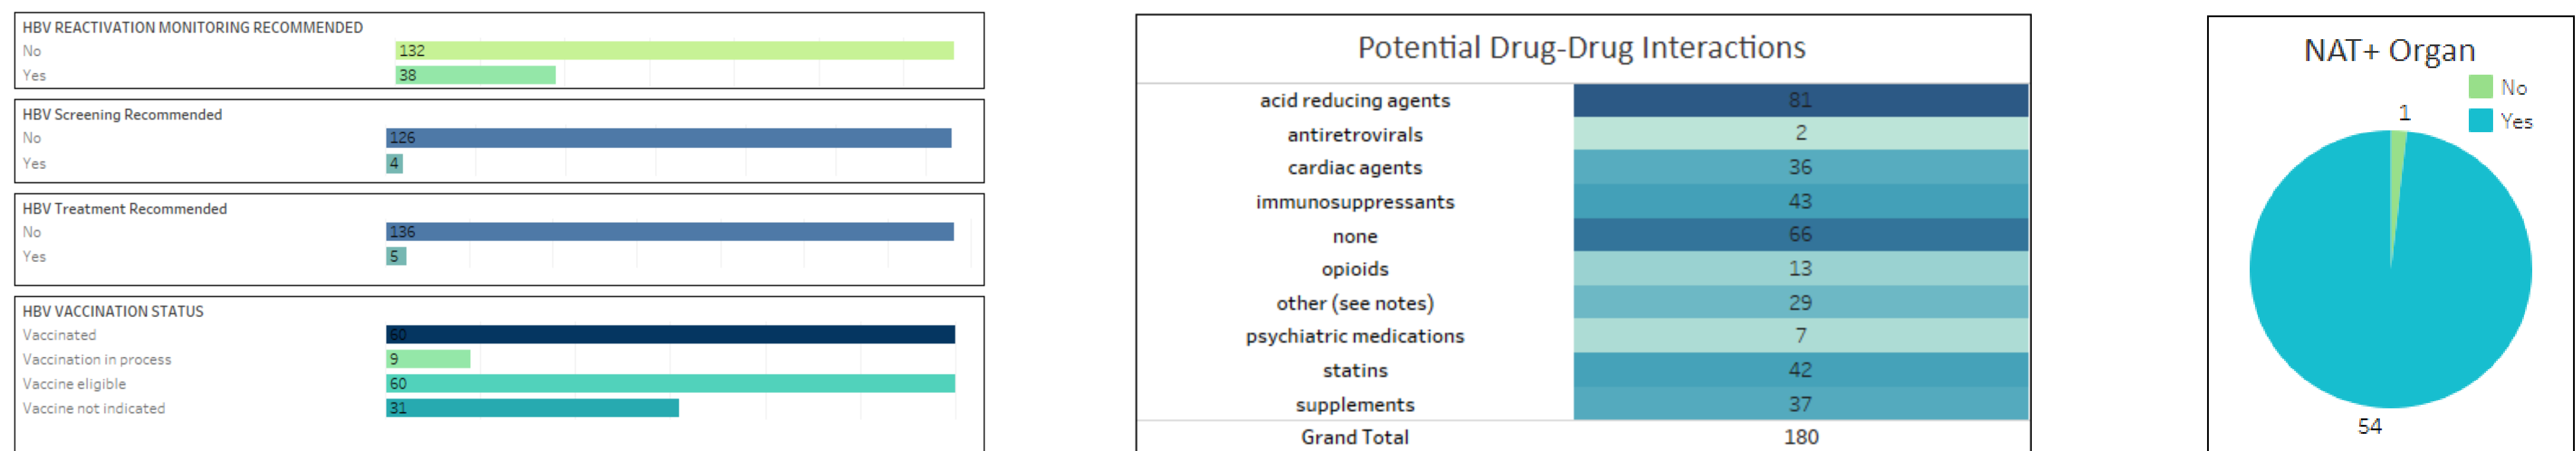 HBV REACTIVATION MONITORING RECOMMENDED
No 132
Yes 38
HBV Screening Recommended
No 126
Yes 4
HBV Treatment Recommended
No 136
Yes 5
HBV VACCINATION STATUS
Vaccinated 60
Vaccination in process 9
Vaccine eligible 60
Vaccine not indicated 31
Potential Drug-Drug Interactions
acid reducing agents 81
antiretrovirals 2
cardiac agents 36
immunosuppressants 43
none 66
opioids 13
other (see notes) 29
psychiatric medications 7
statins 42
supplements 37
Grand Total 180
NAT+ Organ
No
Yes
1
54